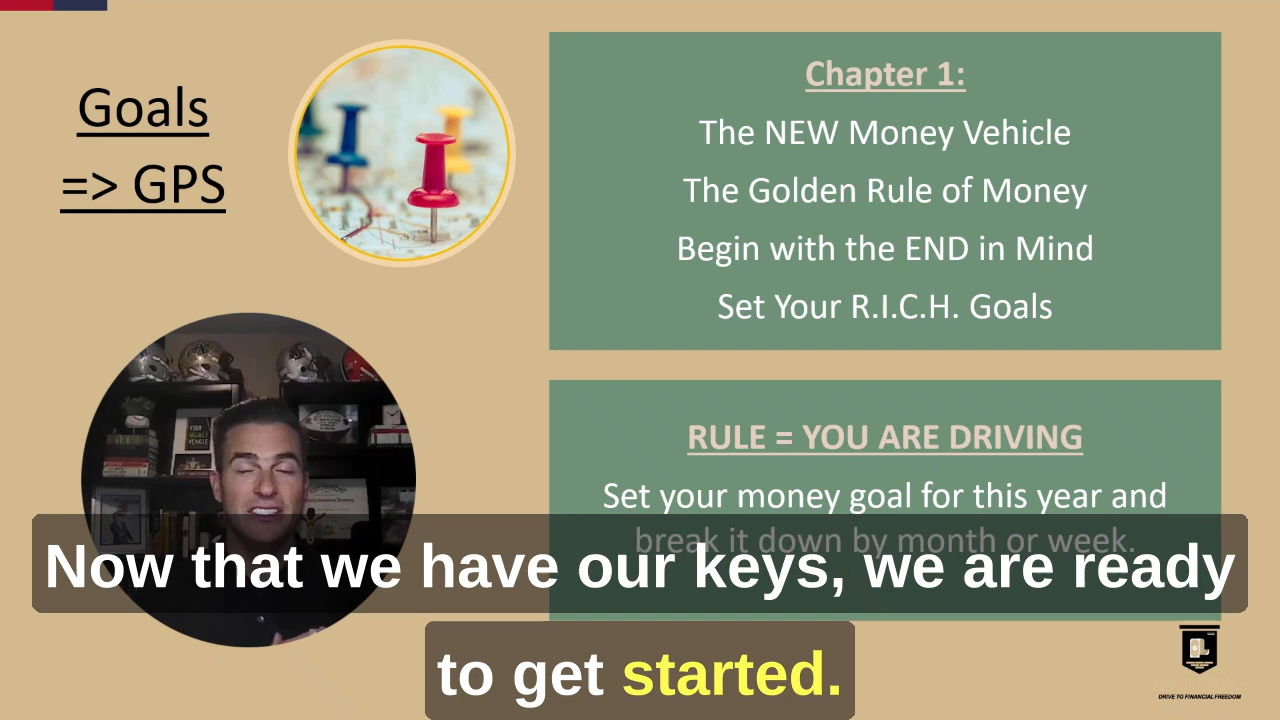 Goals
=> GPS
Chapter 1:
The NEW Money Vehicle
The Golden Rule of Money
Begin with the END in Mind
Set Your R.I.C.H. Goals
RULE = YOU ARE DRIVING
Set your money goal for this year and
break it down by month or week.
YOUR
MONEY
VEHICLE
Now that we have our keys, we are ready
to get started.
DRIVE TO FINANCIAL FREEDOM